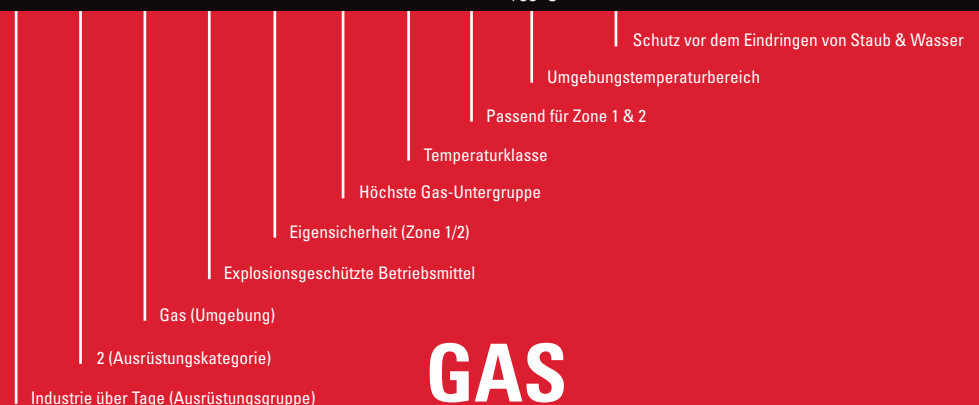 Schutz vor dem Eindringen von Staub & Wasser
Umgebungstemperaturbereich
Passend für Zone 1 & 2
Temperaturklasse
Höchste Gas-Untergruppe
Eigensicherheit (Zone 1/2)
Explosionsgeschützte Betriebsmittel
Gas (Umgebung)
2 (Ausrüstungskategorie)
GAS
Industrie über Tage (Ausrüstungsgruppe)